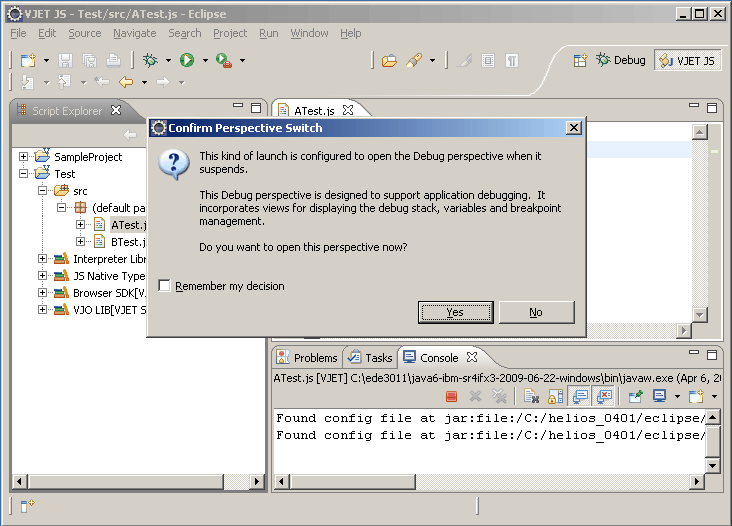 VJET JS - Test/src/ATest.js - Eclipse
File Edit Source Navigate Search Project Run Window Help
Debug VJET JS
Script Explorer
ATest.js
SampleProject
Test
src
(default pa
ATest.j
BTest.j
Interpreter Libr
JS Native Type
Browser SDK[V
VJO LIB[VJET S
Confirm Perspective Switch
This kind of launch is configured to open the Debug perspective when it
suspends.
This Debug perspective is designed to support application debugging. It
incorporates views for displaying the debug stack, variables and breakpoint
management.
Do you want to open this perspective now?
Remember my decision
Yes No
Problems Tasks Console
ATest.js [VJET] C:\ede3011\java6-ibm-sr4ifx3-2009-06-22-windows\bin\javaw.exe (Apr 6, 2
Found config file at jar:file:/C:/helios_0401/eclipse/
Found config file at jar:file:/C:/helios_0401/eclipse/